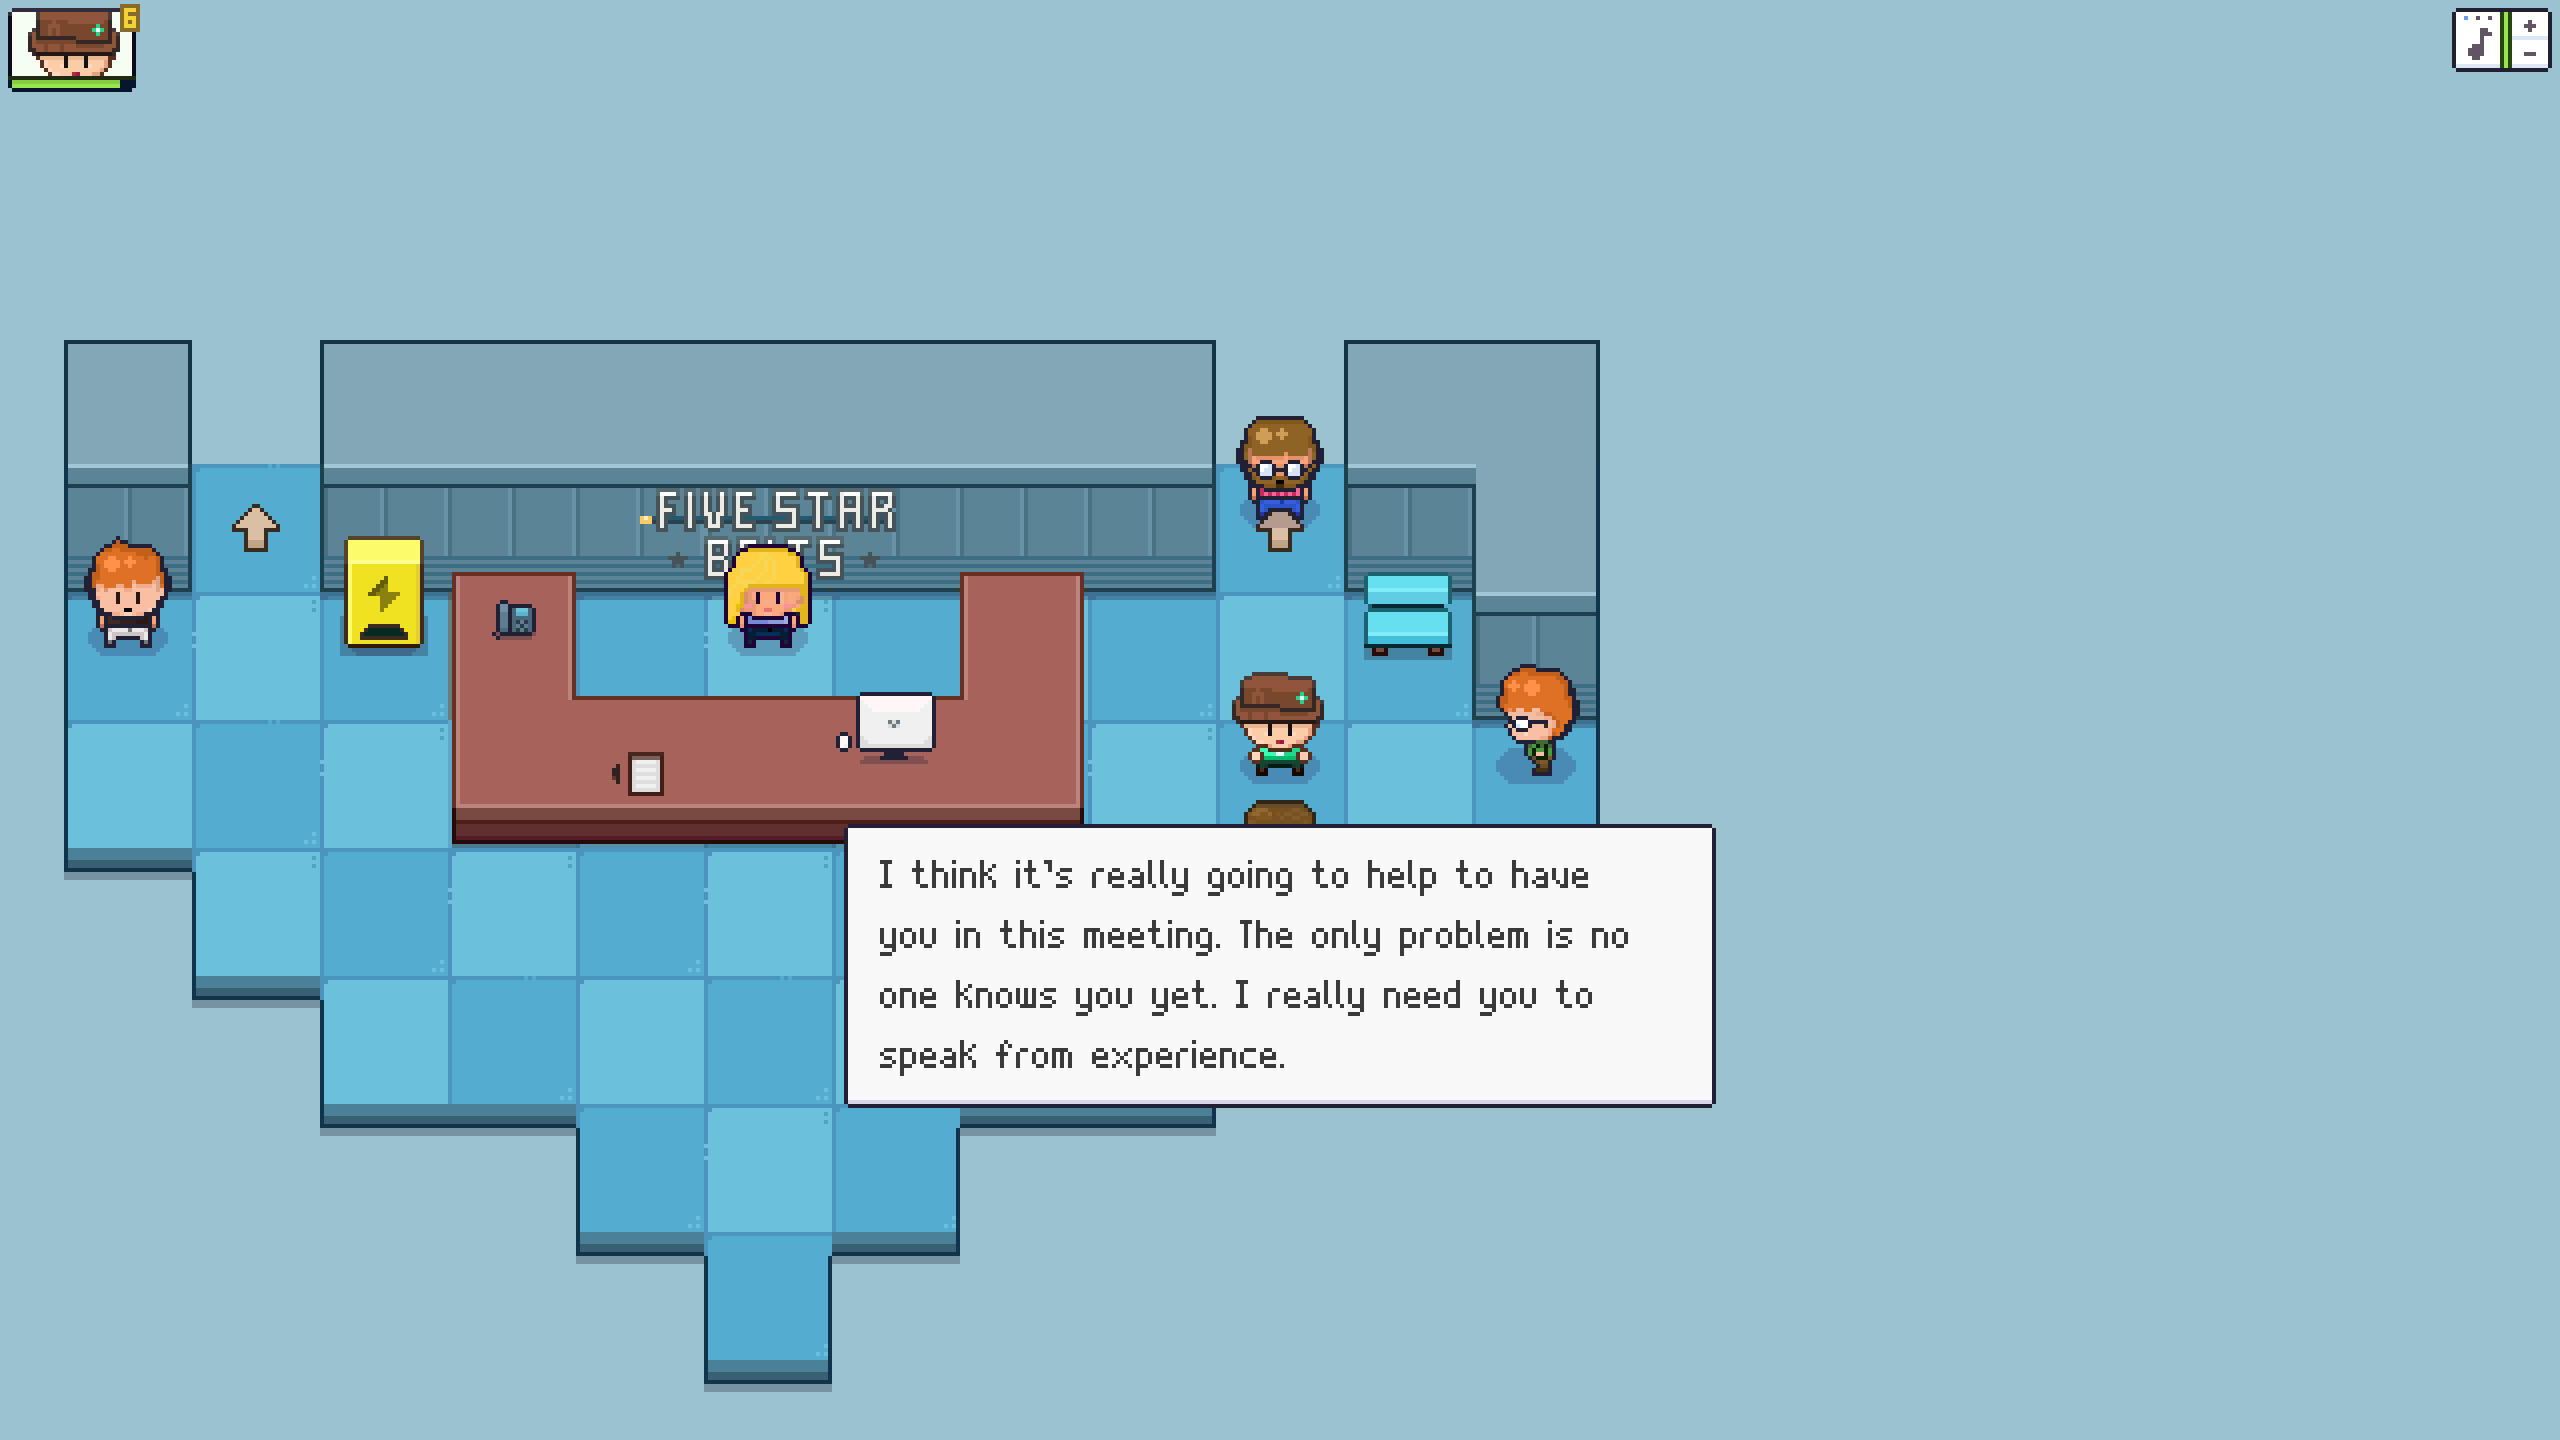 6
FIVE STAR
I think it's really going to help to have
you in this meeting. The only problem is no
one knows you yet. I really need you to
speak from experience.